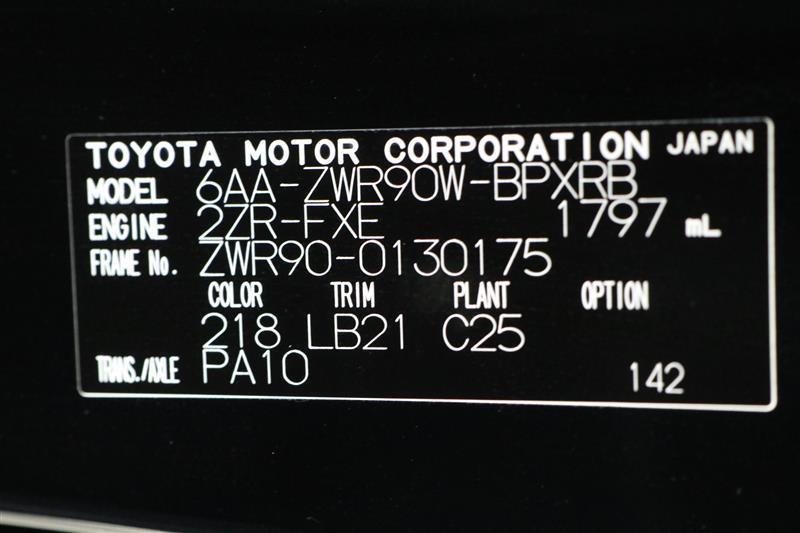 TOYOTA MOTOR CORPORATION JAPAN
MODEL 6AA-ZWR90W-BPXRB
ENGINE 2ZR-FXE 1797 mL
FRAME No. ZWR90-0130175
COLOR TRIM PLANT OPTION
218 LB21 C25
TRANS./AXLE PA10 142